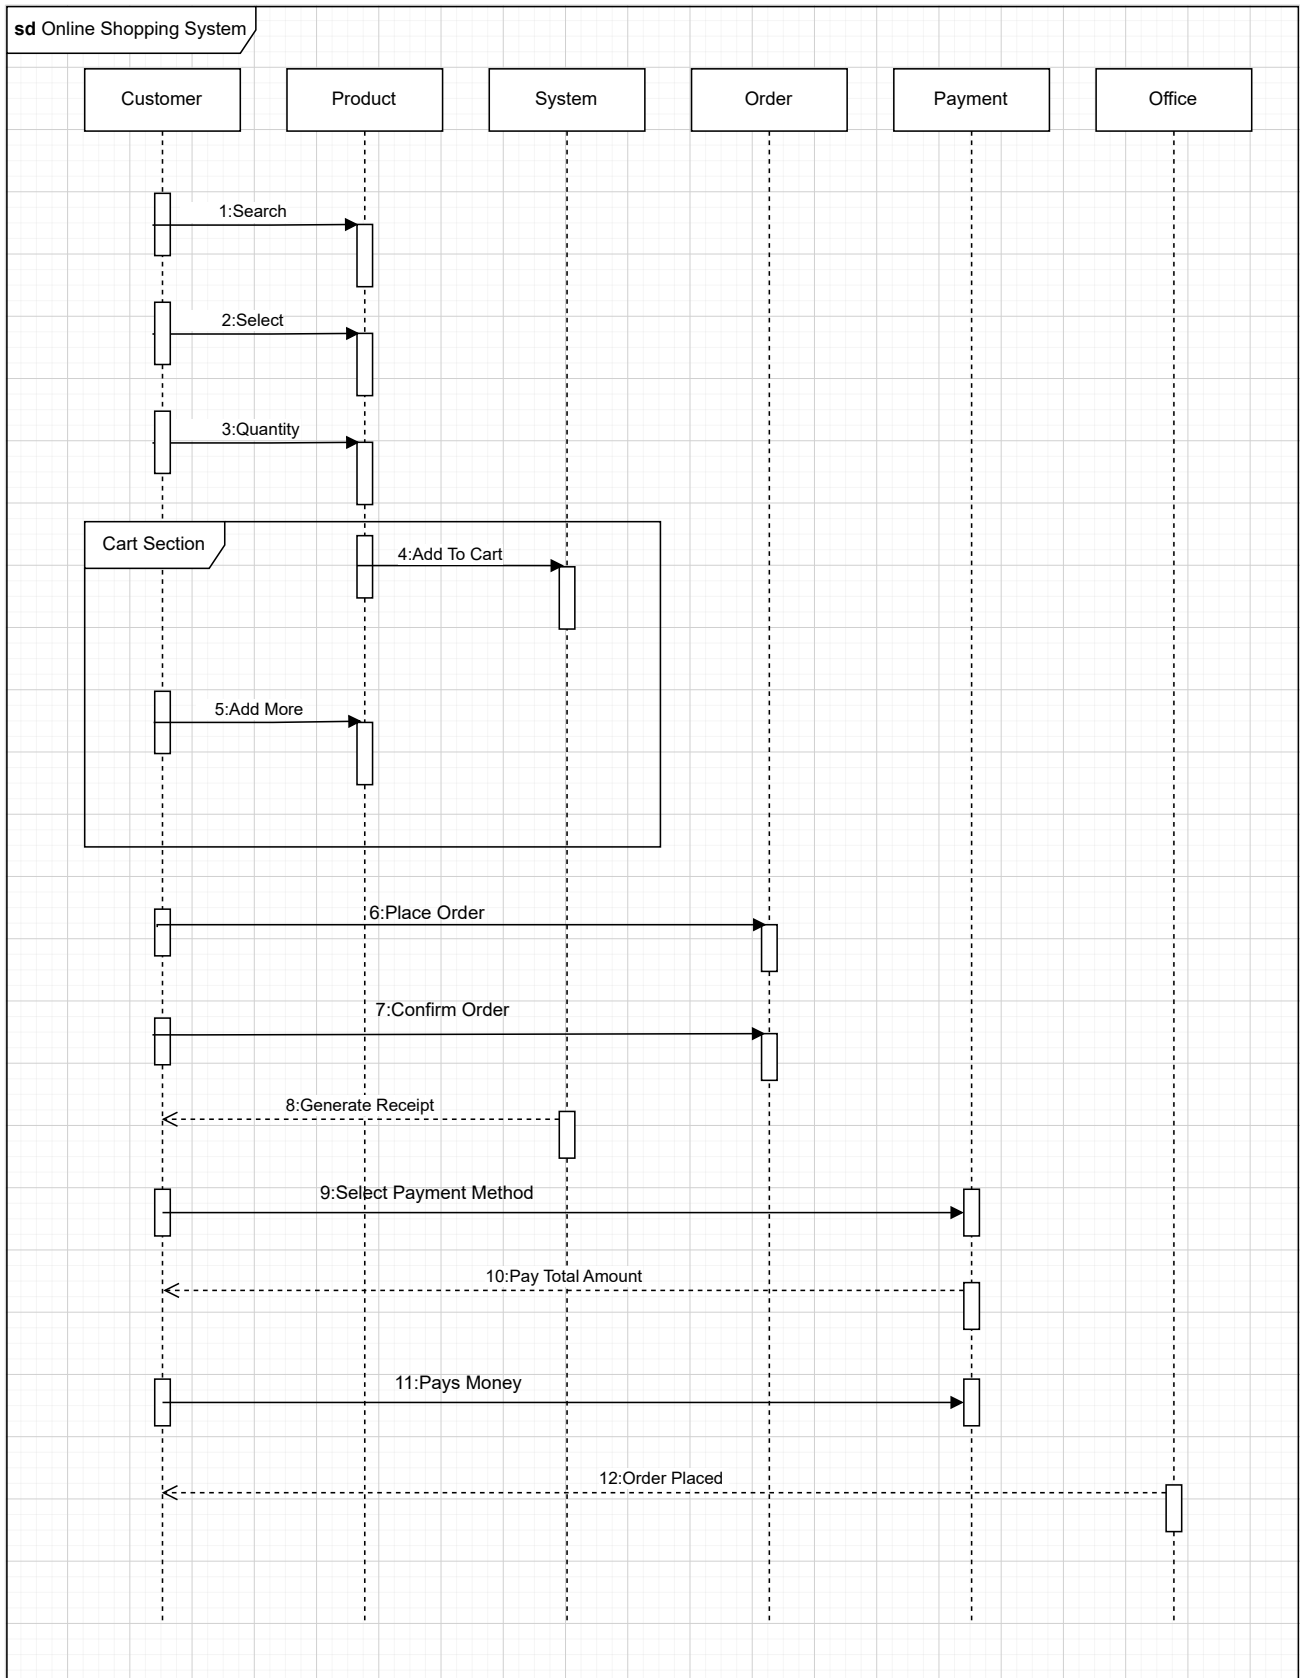 sd Online Shopping System
Customer
Product
System
Order
Payment
Office
1:Search
2:Select
3:Quantity
Cart Section
4:Add To Cart
5:Add More
6:Place Order
7:Confirm Order
8:Generate Receipt
9:Select Payment Method
10:Pay Total Amount
11:Pays Money
12:Order Placed